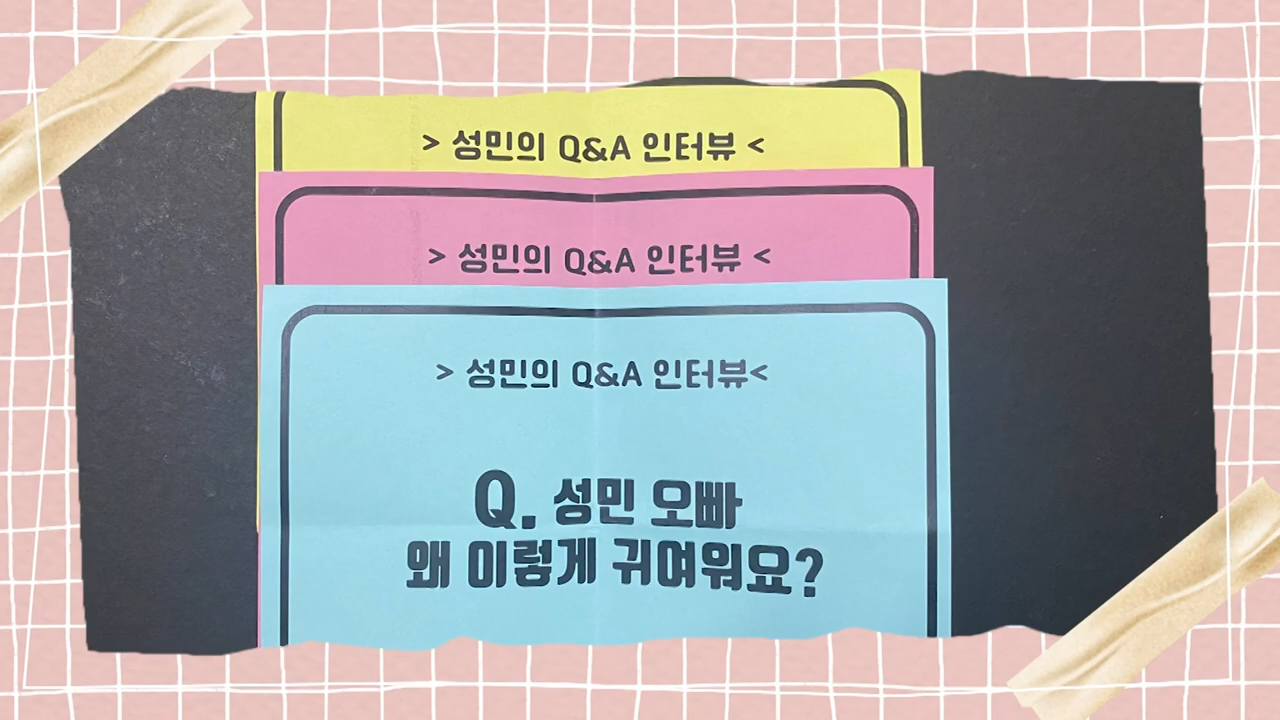 > 성민의 Q&A 인터뷰 <
> 성민의 Q&A 인터뷰 <
> 성민의 Q&A 인터뷰<
Q. 성민 오빠
왜 이렇게 귀여워요?